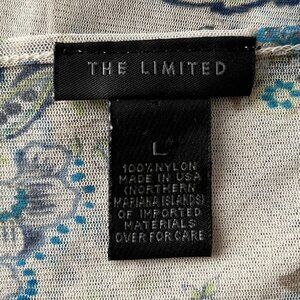 THE LIMITED
L
100% NYLON
MADE IN USA
(NORTHERN
MARIANA ISLANDS)
OF IMPORTED
MATERIALS
OVER FOR CARE